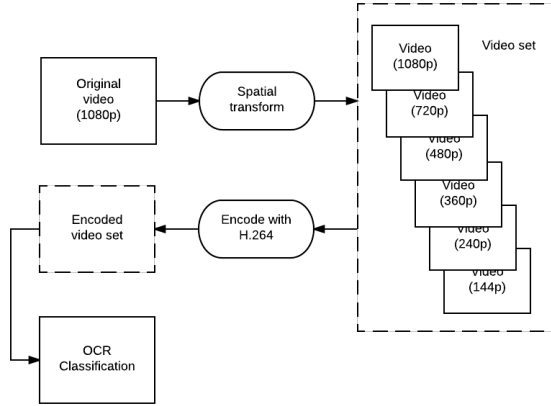 Original
video
(1080p)
Spatial
transform
Video set
Video
(1080p)
Video
(720p)
Video
(480p)
Video
(360p)
Video
(240p)
Video
(144p)
Encode with
H.264
Encoded
video set
OCR
Classification